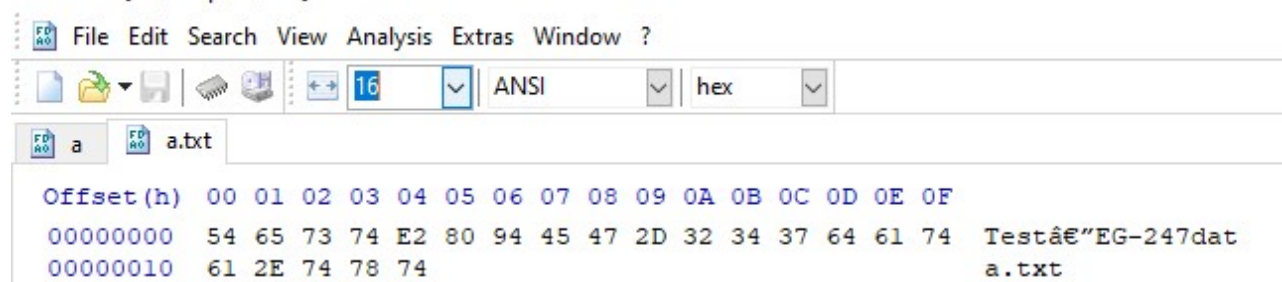 File Edit Search View Analysis Extras Window ?
16 ANSI hex
a a.txt
Offset(h) 00 01 02 03 04 05 06 07 08 09 0A 0B 0C 0D 0E 0F
00000000 54 65 73 74 E2 80 94 45 47 2D 32 34 37 64 61 74 Testâ€”EG-247dat
00000010 61 2E 74 78 74 a.txt